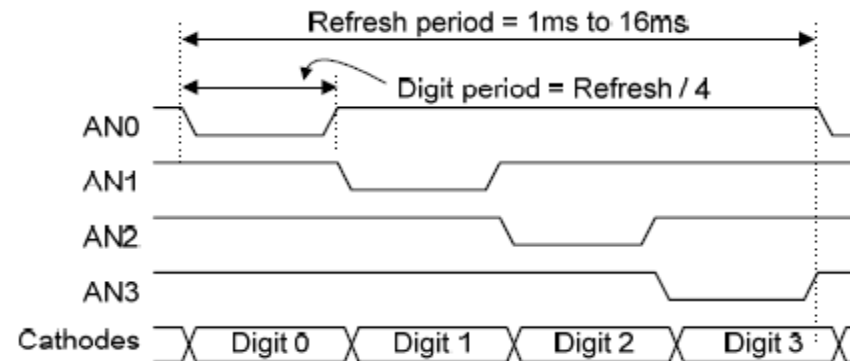 Refresh period = 1ms to 16ms
Digit period = Refresh / 4
AN0
AN1
AN2
AN3
Cathodes Digit 0 Digit 1 Digit 2 Digit 3